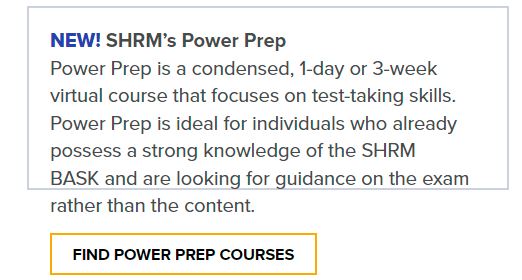 NEW! SHRM’s Power Prep
Power Prep is a condensed, 1-day or 3-week
virtual course that focuses on test-taking skills.
Power Prep is ideal for individuals who already
possess a strong knowledge of the SHRM
BASK and are looking for guidance on the exam
rather than the content.
FIND POWER PREP COURSES